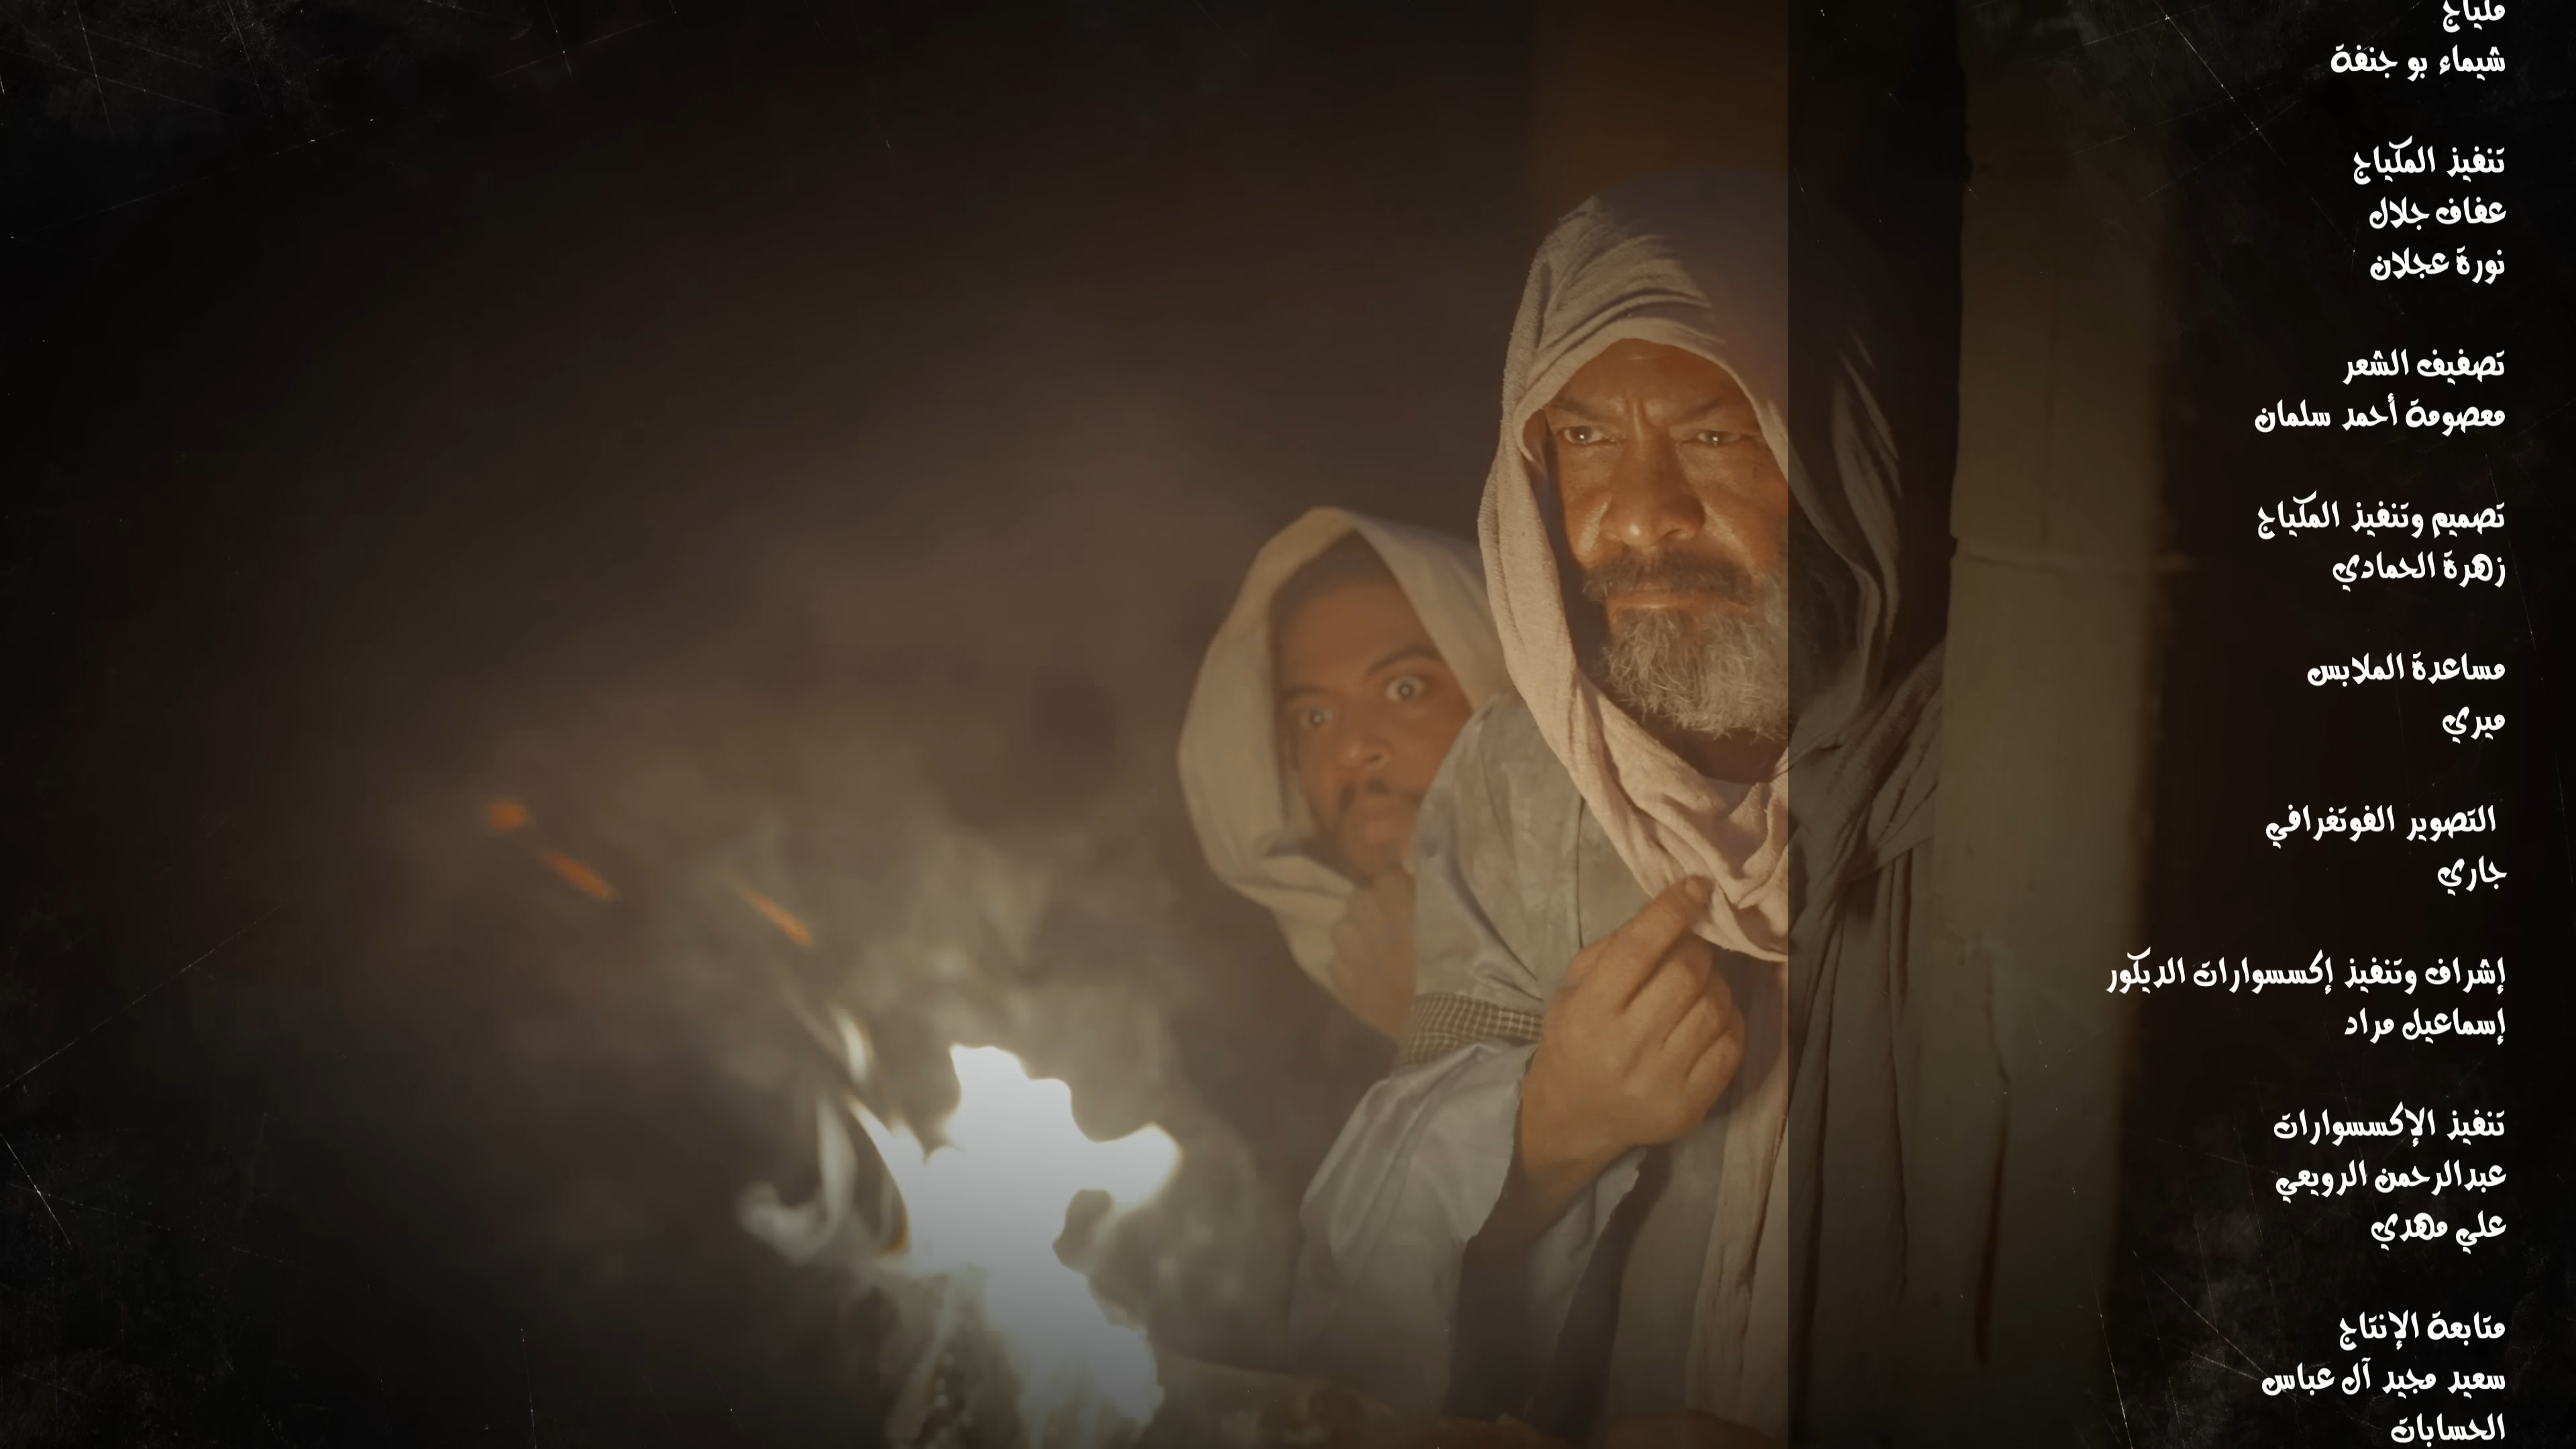 مكياج
شيماء بو جنفة
تنفيذ المكياج
عفاف جلال
نورة عجلان
تصفيف الشعر
معصومة أحمد سلمان
تصميم وتنفيذ المكياج
زهرة الحمادي
مساعدة الملابس
ميري
التصوير الفوتغرافي
جاري
إشراف وتنفيذ إكسسوارات الديكور
إسماعيل مراد
تنفيذ الإكسسوارات
عبدالرحمن الرويعي
علي مهدي
متابعة الإنتاج
سعيد مجيد آل عباس
الحسابات